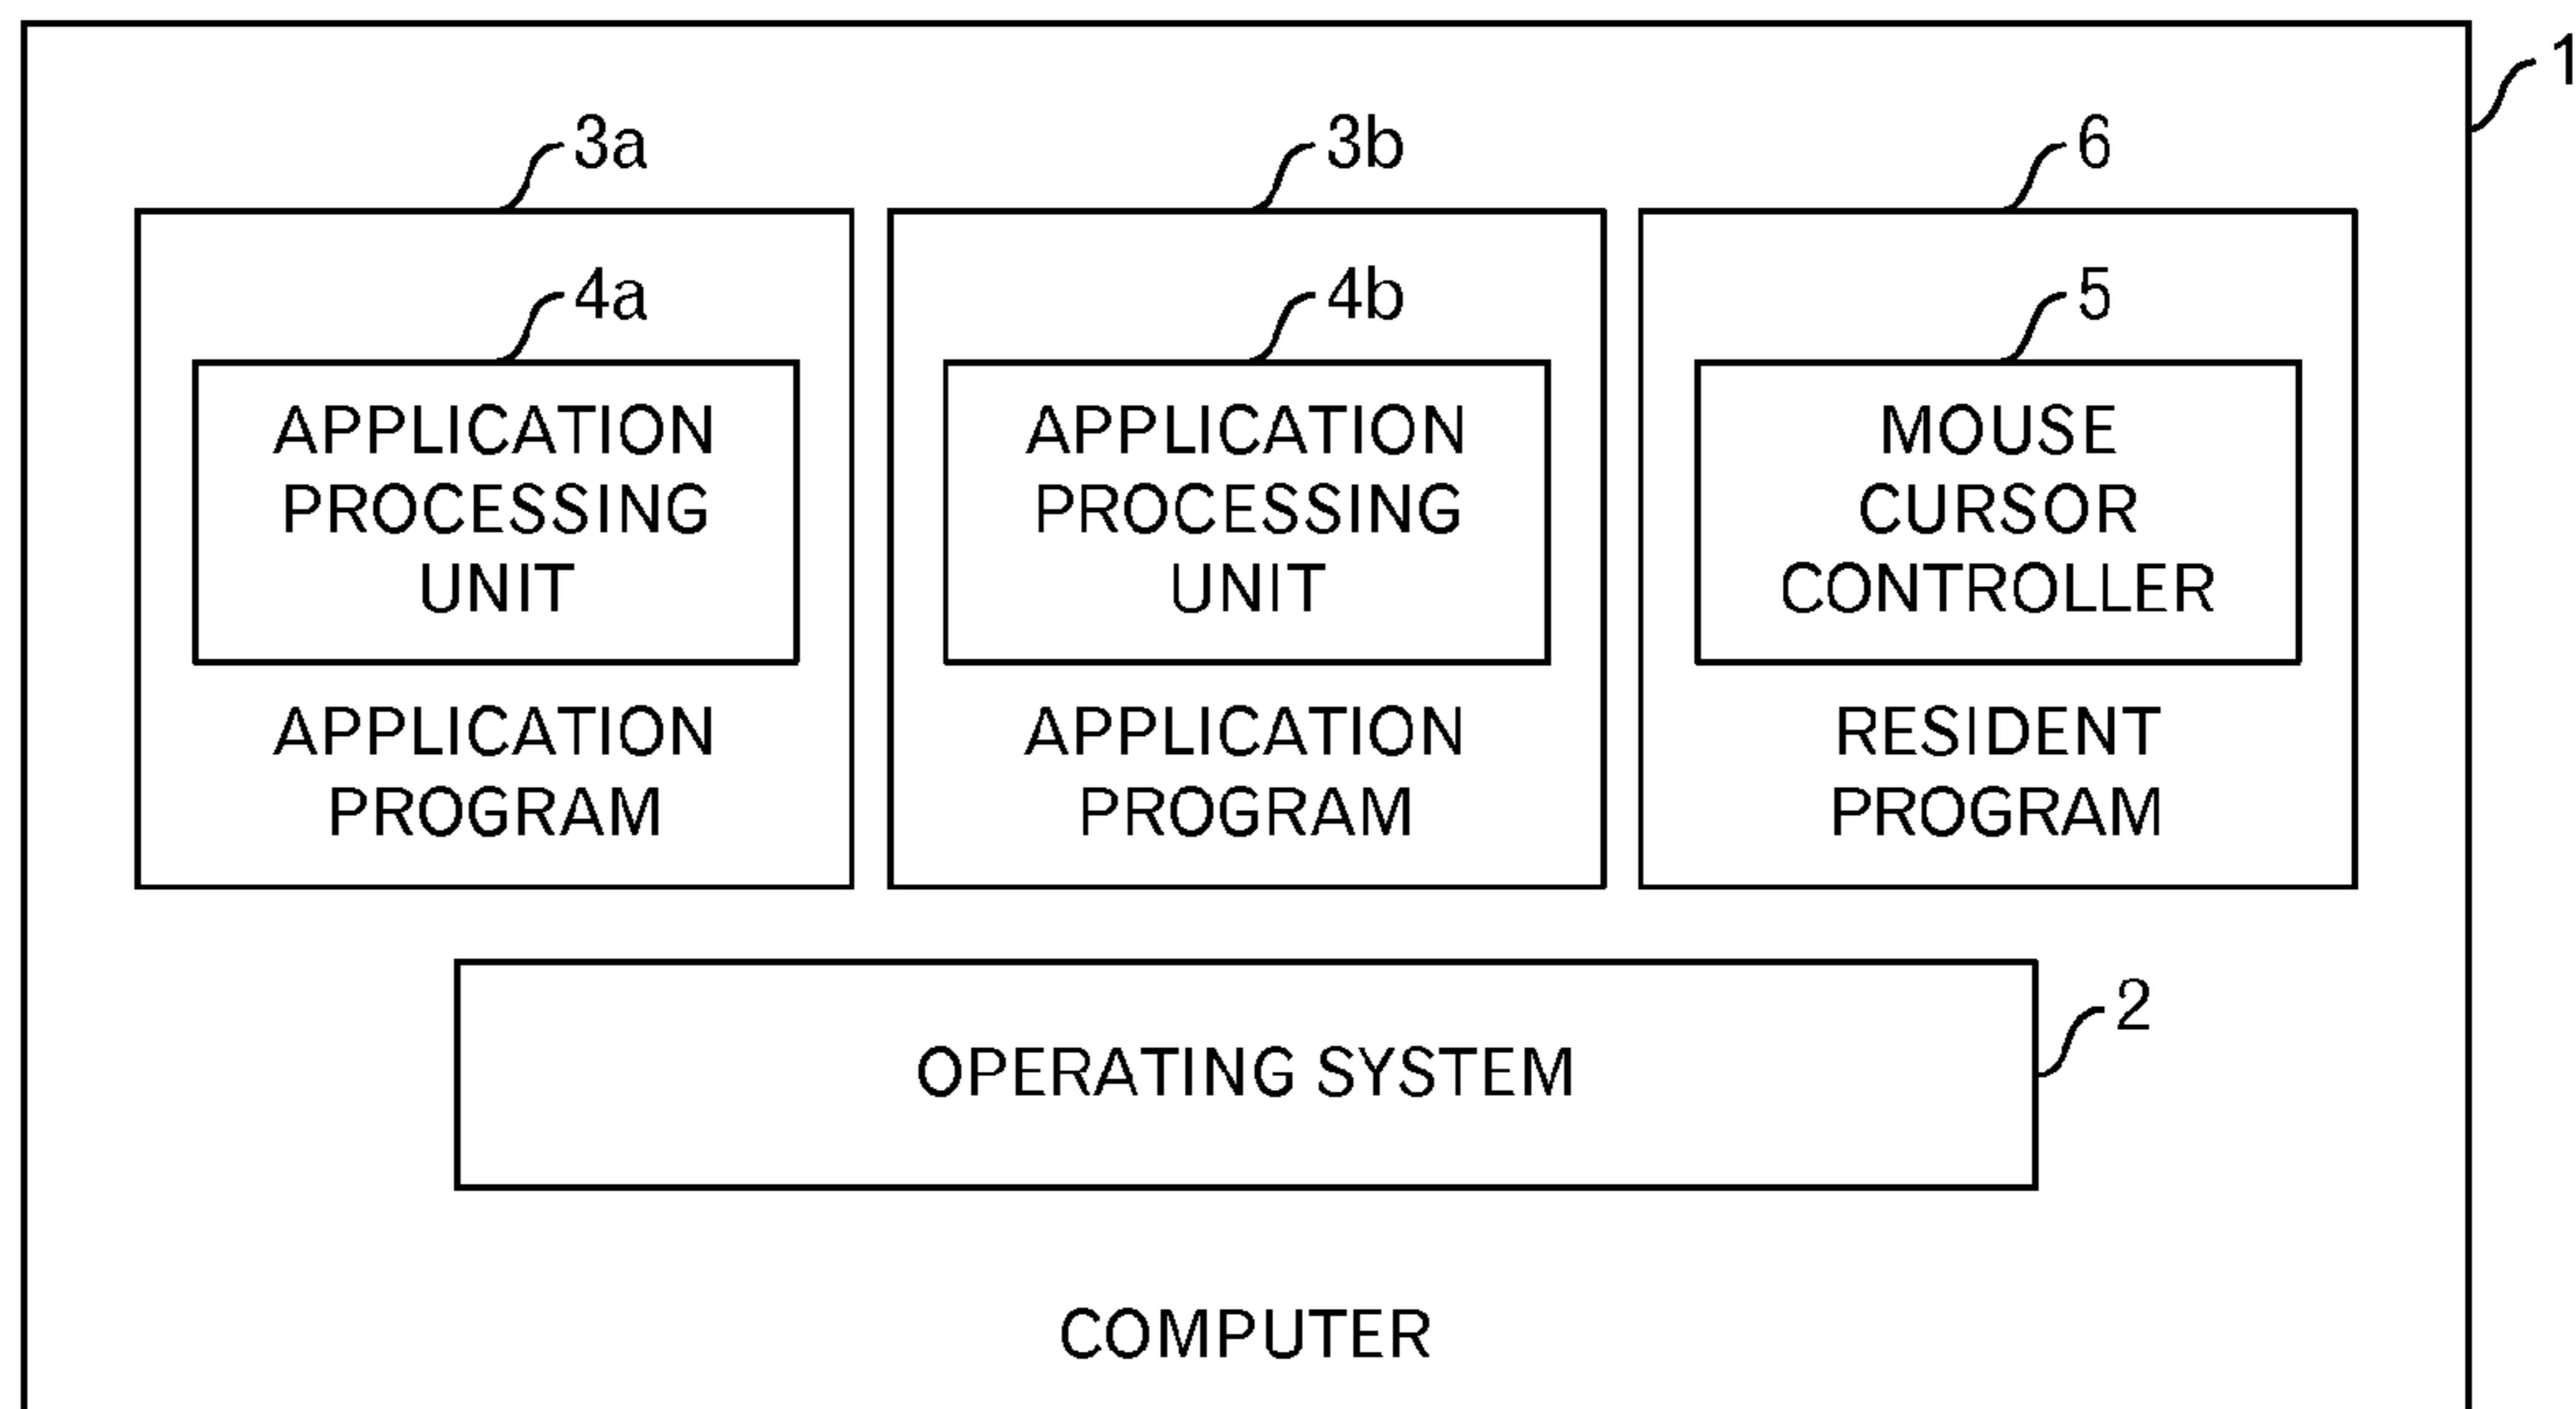 1
3a
3b
6
4a
4b
5
APPLICATION
PROCESSING
UNIT
APPLICATION
PROCESSING
UNIT
MOUSE
CURSOR
CONTROLLER
APPLICATION
PROGRAM
APPLICATION
PROGRAM
RESIDENT
PROGRAM
2
OPERATING SYSTEM
COMPUTER